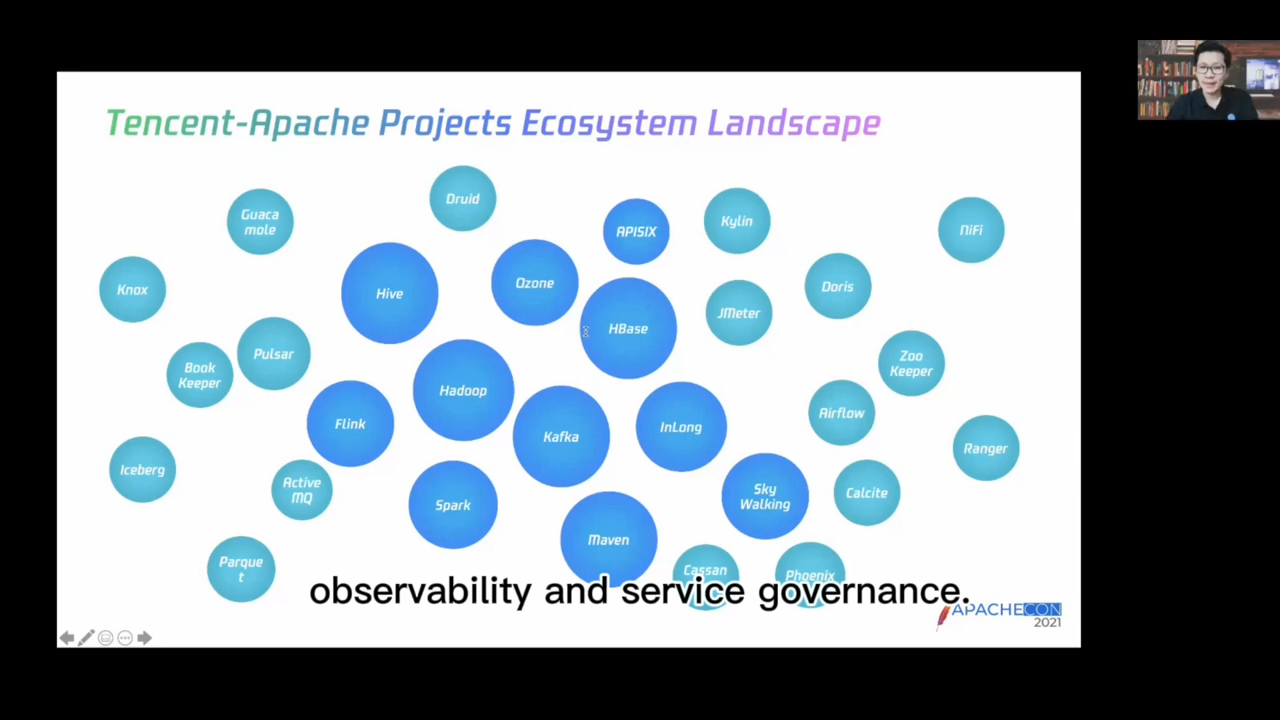 Tencent-Apache Projects Ecosystem Landscape
Druid
Guaca
mole
Kylin
APISIX
NiFi
Ozone
Doris
Knox
Hive
JMeter
HBase
Pulsar
Zoo
Keeper
Book
Keeper
Hadoop
Airflow
Flink
InLong
Kafka
Ranger
Iceberg
Active
MQ
Calcite
Sky
Walking
Spark
Maven
Parque
t
Cassan
Phoenix
observability and service governance.
APACHECON
2021